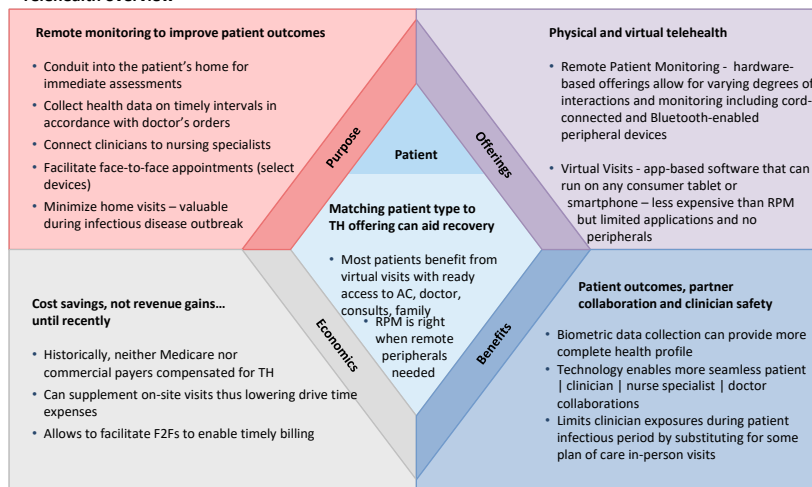 Telehealth overview
Remote monitoring to improve patient outcomes
• Conduit into the patient's home for
immediate assessments
• Collect health data on timely intervals in
accordance with doctor's orders
• Connect clinicians to nursing specialists
• Facilitate face-to-face appointments (select
devices)
• Minimize home visits – valuable
during infectious disease outbreak
Purpose
Physical and virtual telehealth
• Remote Patient Monitoring - hardware-
based offerings allow for varying degrees of
interactions and monitoring including cord-
connected and Bluetooth-enabled
peripheral devices
• Virtual Visits - app-based software that can
run on any consumer tablet or
smartphone – less expensive than RPM
but limited applications and no
peripherals
Offerings
Patient
Matching patient type to
TH offering can aid recovery
• Most patients benefit from
virtual visits with ready
access to AC, doctor,
consults, family
• RPM is right
when remote
peripherals
needed
Cost savings, not revenue gains…
until recently
• Historically, neither Medicare nor
commercial payers compensated for TH
• Can supplement on-site visits thus lowering drive time
expenses
• Allows to facilitate F2Fs to enable timely billing
Economics
Patient outcomes, partner
collaboration and clinician safety
• Biometric data collection can provide more
complete health profile
• Technology enables more seamless patient
| clinician | nurse specialist | doctor
collaborations
• Limits clinician exposures during patient
infectious period by substituting for some
plan of care in-person visits
Benefits